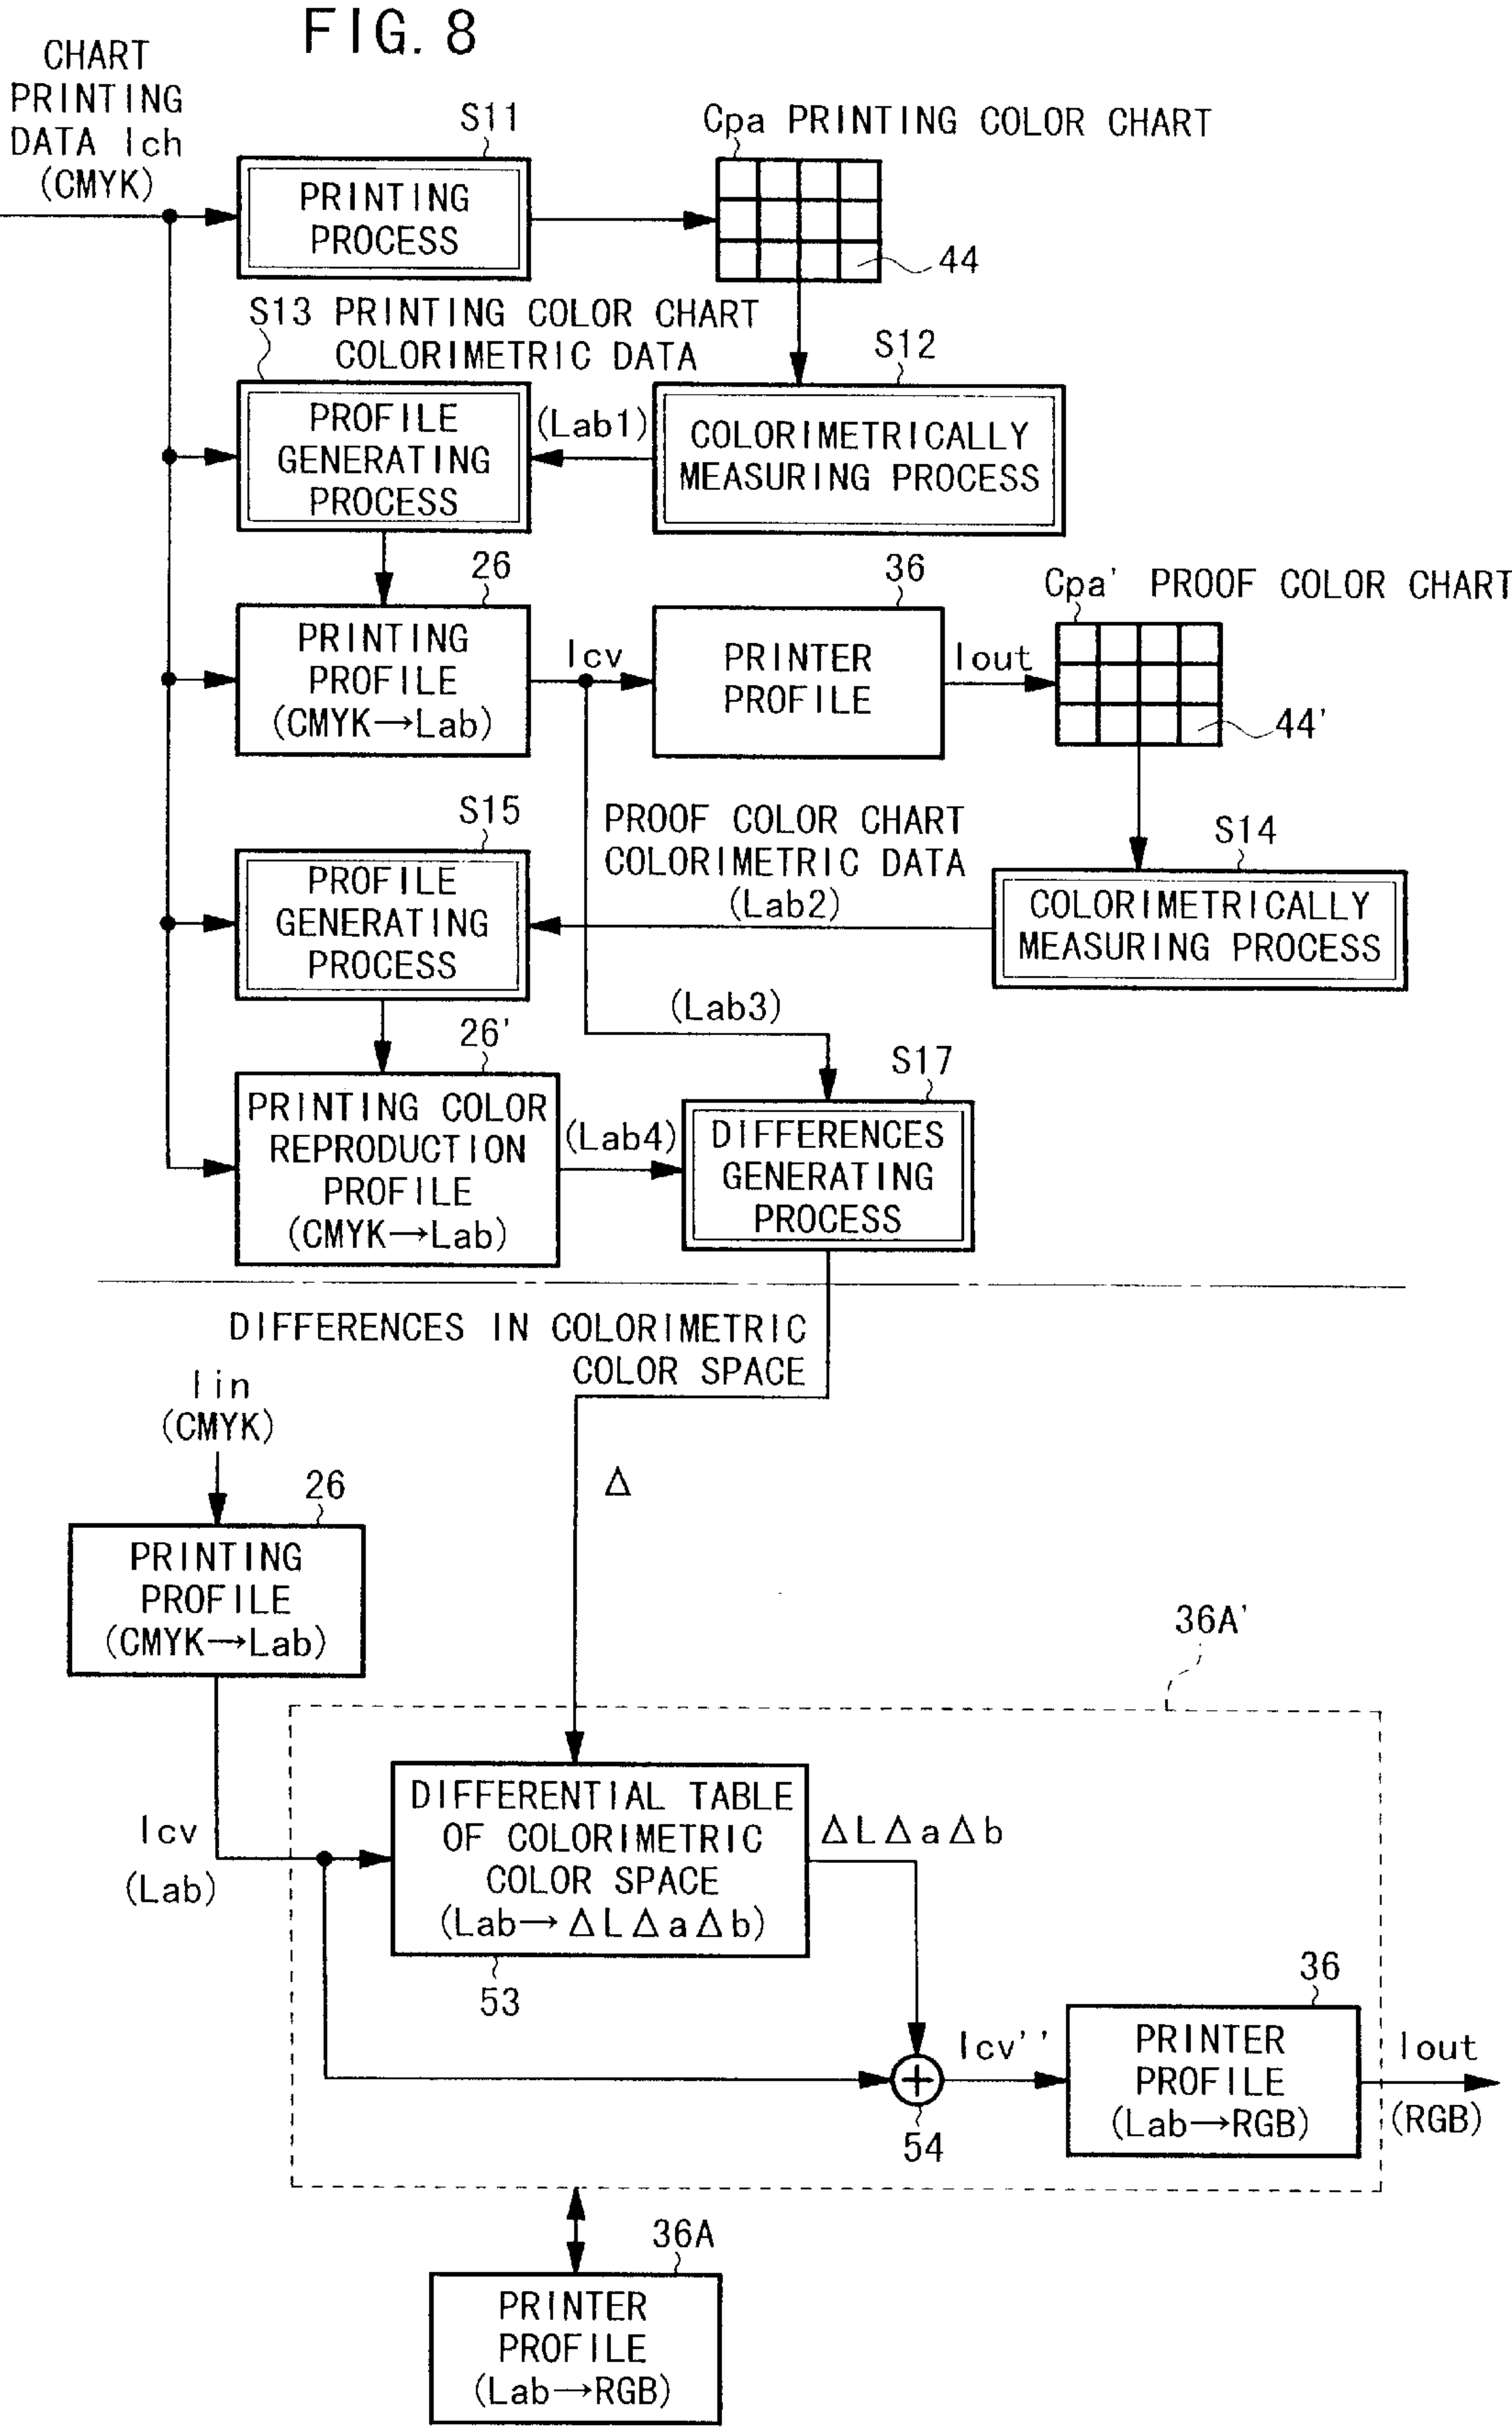 FIG. 8
CHART
PRINTING
DATA Ich
(CMYK)
S11
PRINTING
PROCESS
Cpa PRINTING COLOR CHART
44
S13 PRINTING COLOR CHART
COLORIMETRIC DATA
S12
PROFILE
GENERATING
PROCESS
(Lab1)
COLORIMETRICALLY
MEASURING PROCESS
26
PRINTING
PROFILE
(CMYK→Lab)
Icv
36
PRINTER
PROFILE
Iout
Cpa' PROOF COLOR CHART
44'
S15
PROFILE
GENERATING
PROCESS
PROOF COLOR CHART
COLORIMETRIC DATA
(Lab2)
S14
COLORIMETRICALLY
MEASURING PROCESS
(Lab3)
26'
PRINTING COLOR
REPRODUCTION
PROFILE
(CMYK→Lab)
(Lab4)
S17
DIFFERENCES
GENERATING
PROCESS
DIFFERENCES IN COLORIMETRIC
COLOR SPACE
Iin
(CMYK)
Δ
26
PRINTING
PROFILE
(CMYK→Lab)
36A'
Icv
(Lab)
DIFFERENTIAL TABLE
OF COLORIMETRIC
COLOR SPACE
(Lab→ΔLΔaΔb)
53
ΔLΔaΔb
54
Icv''
36
PRINTER
PROFILE
(Lab→RGB)
Iout
(RGB)
36A
PRINTER
PROFILE
(Lab→RGB)